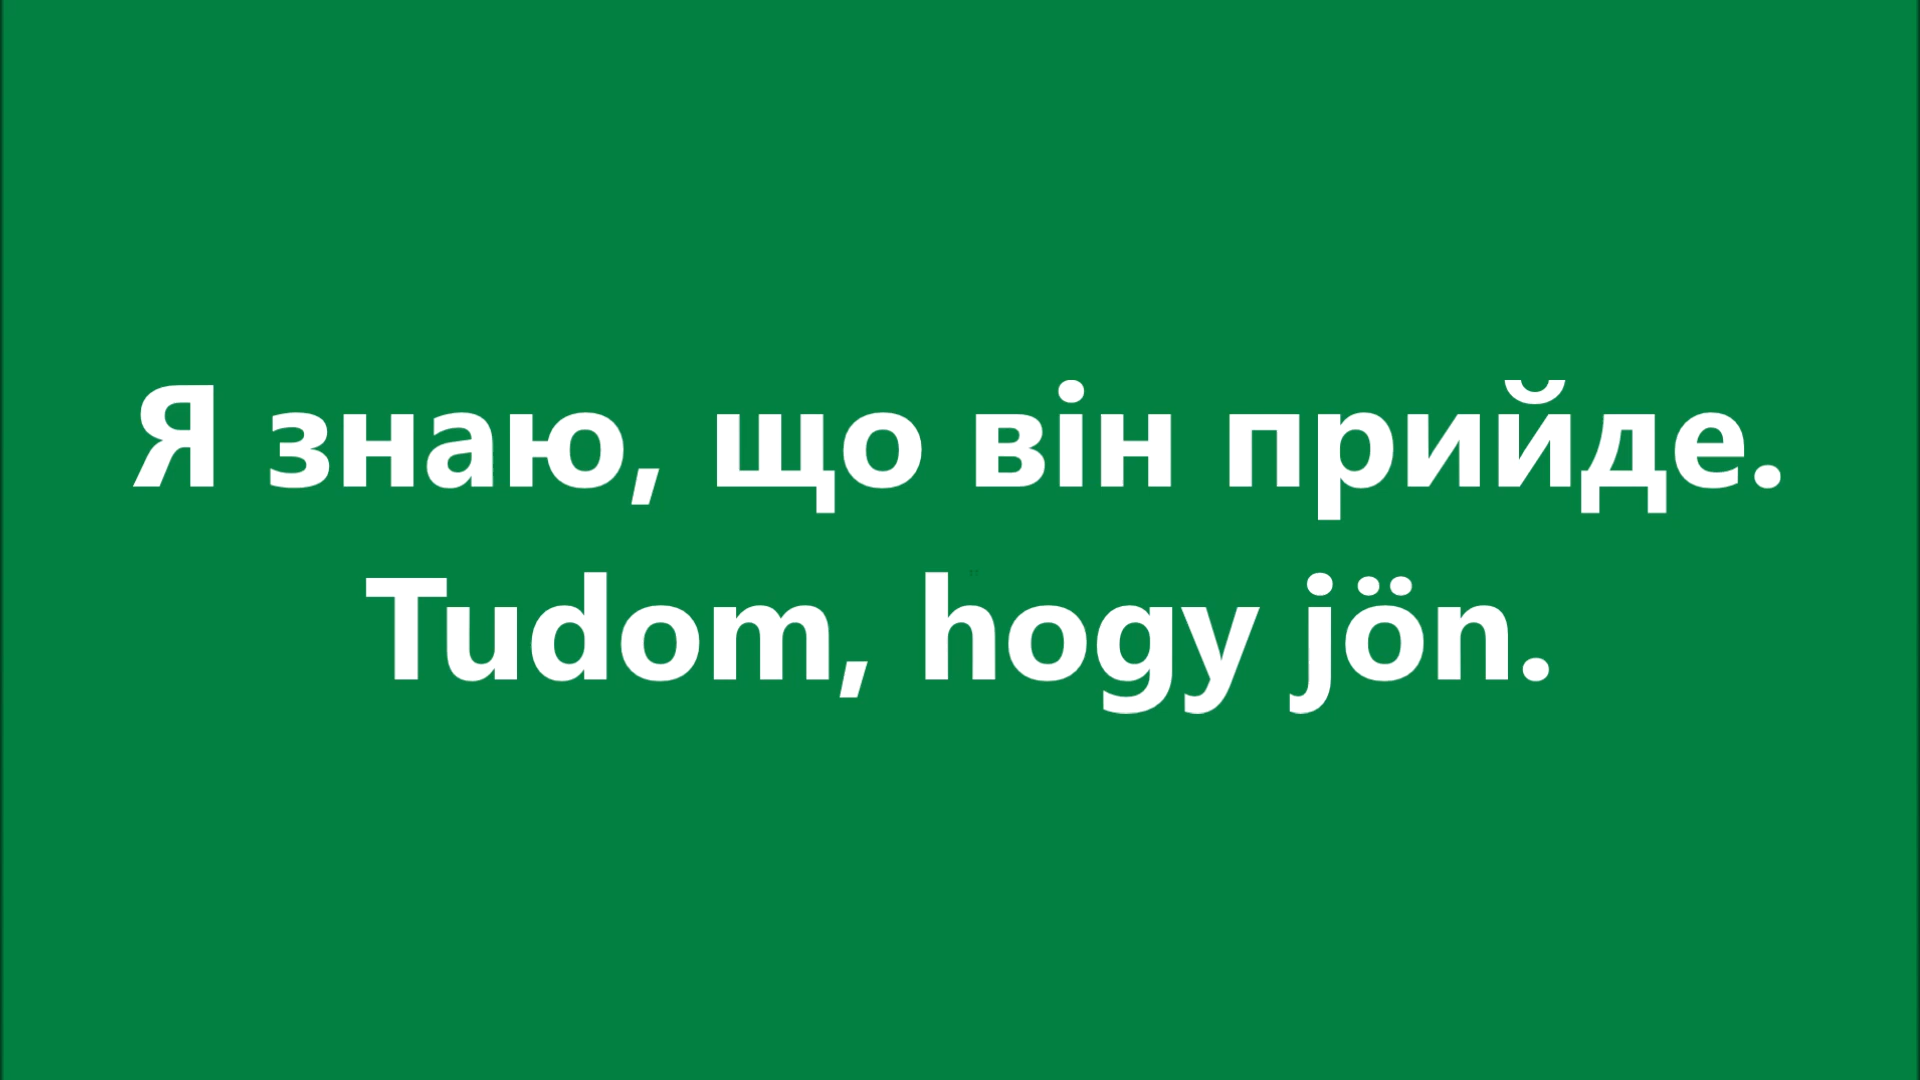 Я знаю, що він прийде.
Tudom, hogy jön.